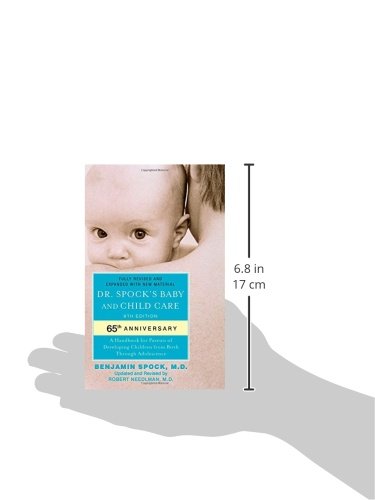 FULLY REVISED AND
EXPANDED WITH NEW MATERIAL
DR. SPOCK'S BABY
AND CHILD CARE
9TH EDITION
65th ANNIVERSARY
A Handbook for Parents of
Developing Children from Birth
Through Adolescence
BENJAMIN SPOCK, M.D.
Updated and Revised by
ROBERT NEEDLMAN, M.D.
6.8 in
17 cm